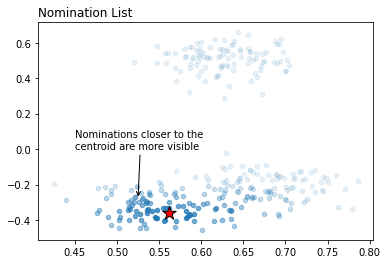 Nomination List
0.6
0.4
0.2
0.0
−0.2
−0.4
Nominations closer to the
centroid are more visible
0.45 0.50 0.55 0.60 0.65 0.70 0.75 0.80